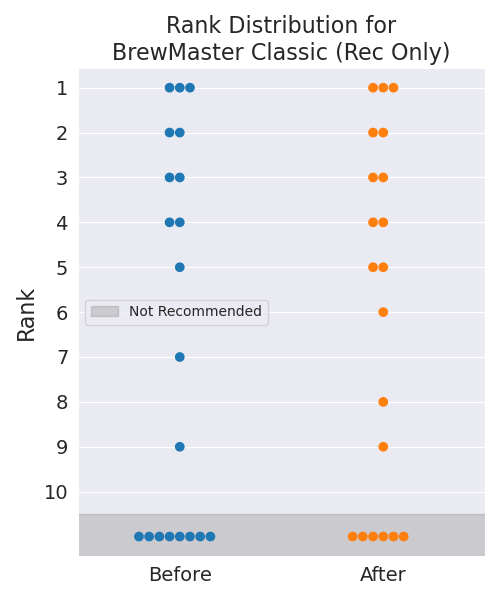 Rank Distribution for
BrewMaster Classic (Rec Only)
Rank
1
2
3
4
5
6
7
8
9
10
Not Recommended
Before
After